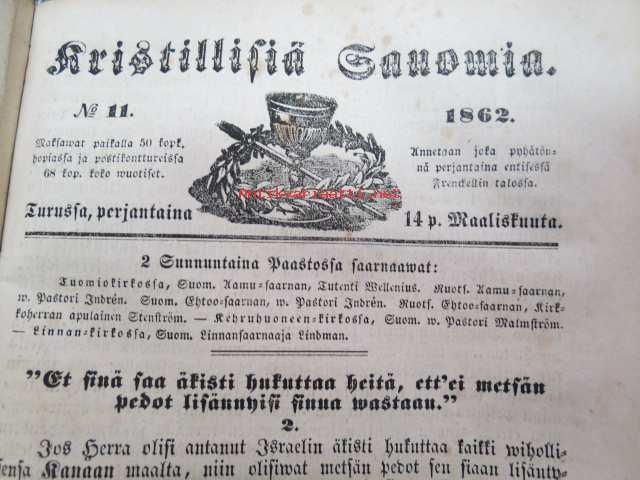 Kristillisiä Sanomia.
№ 11.
1862.
Maksawat paikalla 50 kopk.
hopiassa ja postikonttureissa
68 kop. koko wuotiset.
Annetaan joka pyhätön-
nä perjantaina entisessä
Frenckellin talossa.
Antikvariaatti.net
Turussa, perjantaina
14 p. Maaliskuuta.
2 Sunnuntaina Paastossa saarnaawat:
Tuomiokirkossa, Suom. Aamu-saarnan, Tutenti Wellenius. Ruots. Aamu-saarnan,
w. Pastori Indrén. Suom. Ehtoo-saarnan, w. Pastori Indrén. Ruots. Ehtoo-saarnan, Kirk-
koherran apulainen Stenström. — Kehruhuoneen-kirkossa, Suom. w. Pastori Malmström.
— Linnan-kirkossa, Suom. Linnansaarnaaja Lindman.
"Et sinä saa äkisti hukuttaa heitä, ett'ei metsän
pedot lisännyisi sinua wastaan."
2.
Jos Herra olisi antanut Israelin äkisti hukuttaa kaikki wiholli-
sensa Kanaan maalta, niin olisiwat metsän pedot sen siaan lisänty-